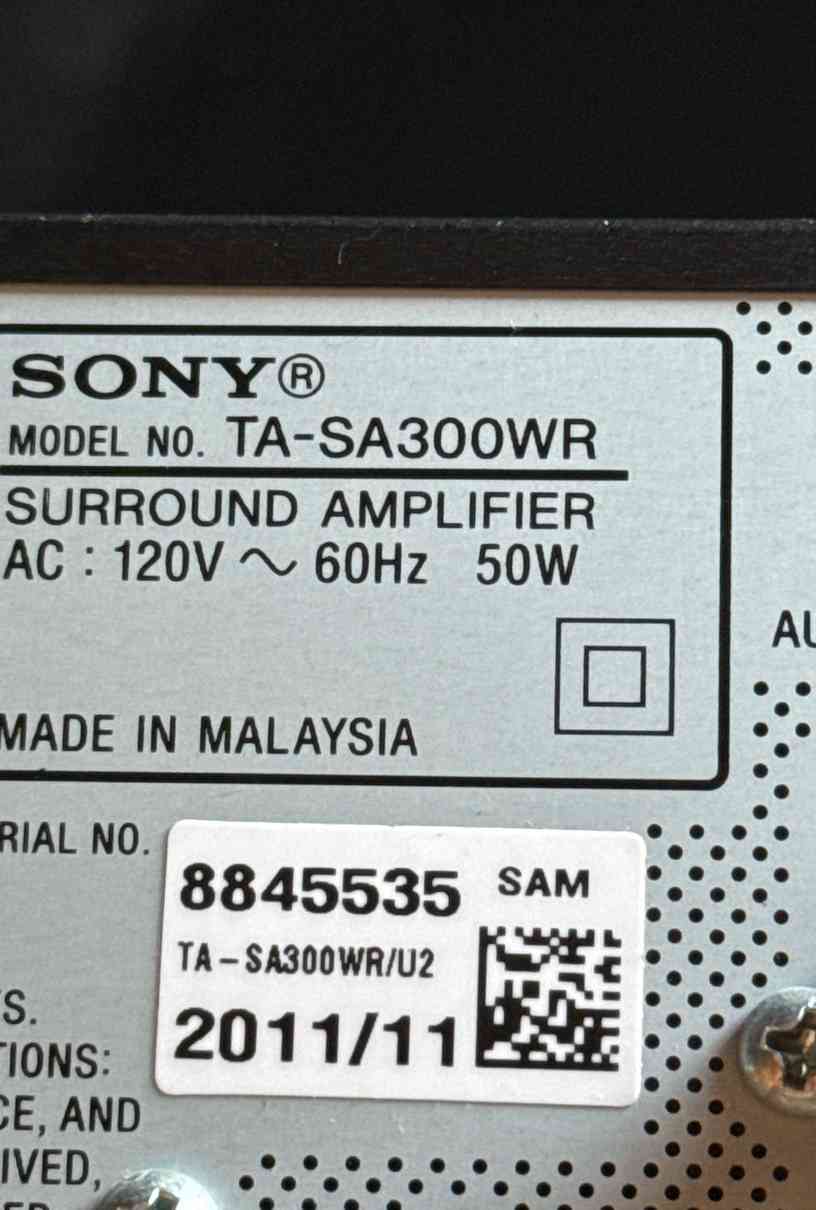 SONY®
MODEL NO. TA-SA300WR
SURROUND AMPLIFIER
AC : 120V ~ 60Hz 50W
MADE IN MALAYSIA
RIAL NO.
8845535 SAM
TA-SA300WR/U2
2011/11
S.
TIONS:
CE, AND
IVED,
AU